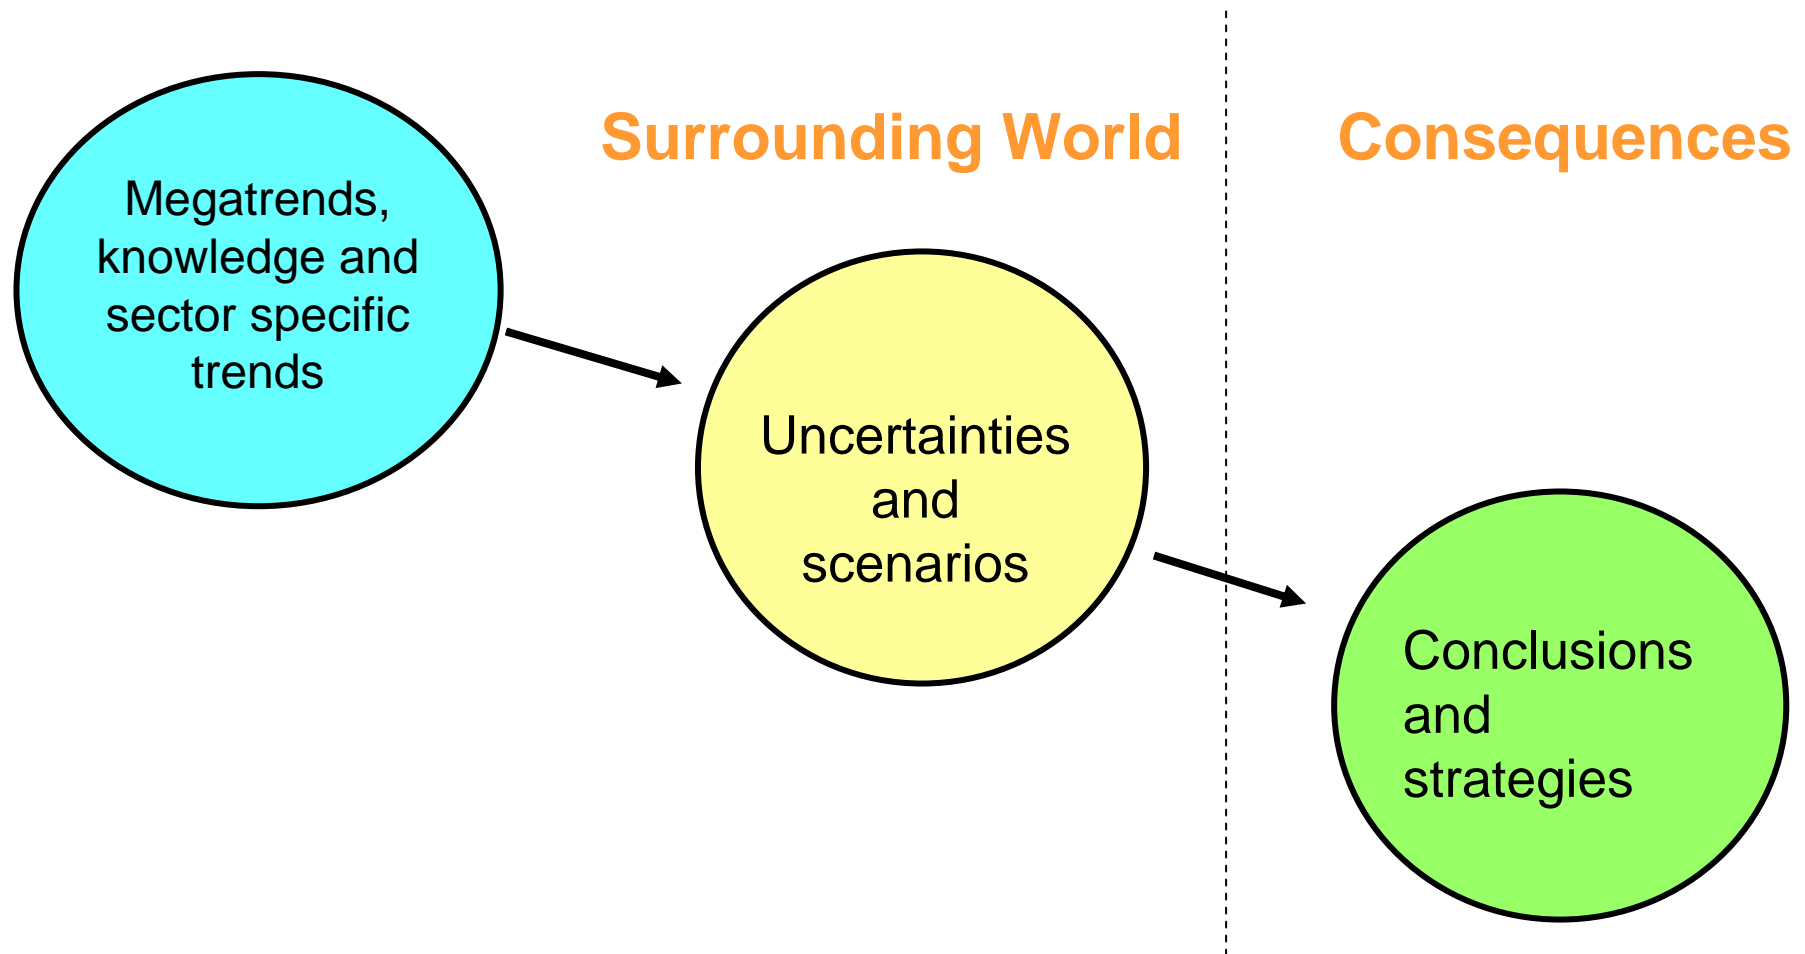 Surrounding World
Consequences
Megatrends,
knowledge and
sector specific
trends
Uncertainties
and
scenarios
Conclusions
and
strategies